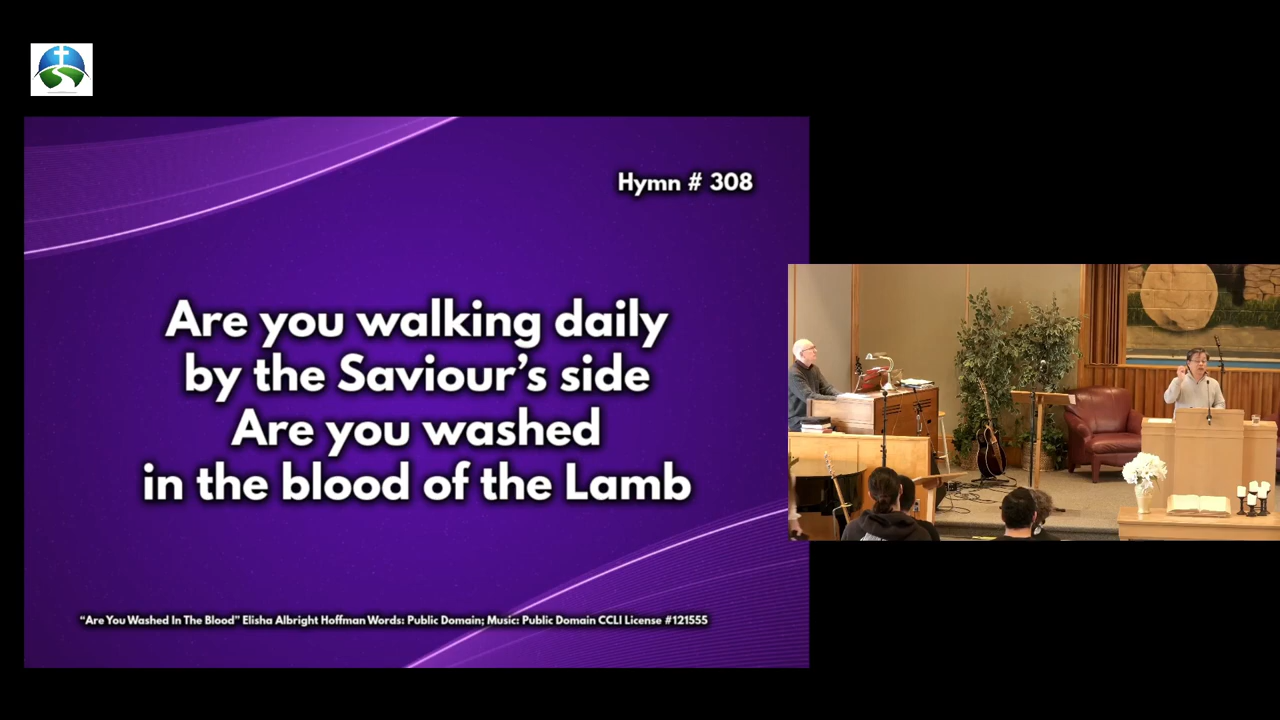 Hymn # 308
Are you walking daily
by the Saviour’s side
Are you washed
in the blood of the Lamb
“Are You Washed In The Blood” Elisha Albright Hoffman Words: Public Domain; Music: Public Domain CCLI License #121555